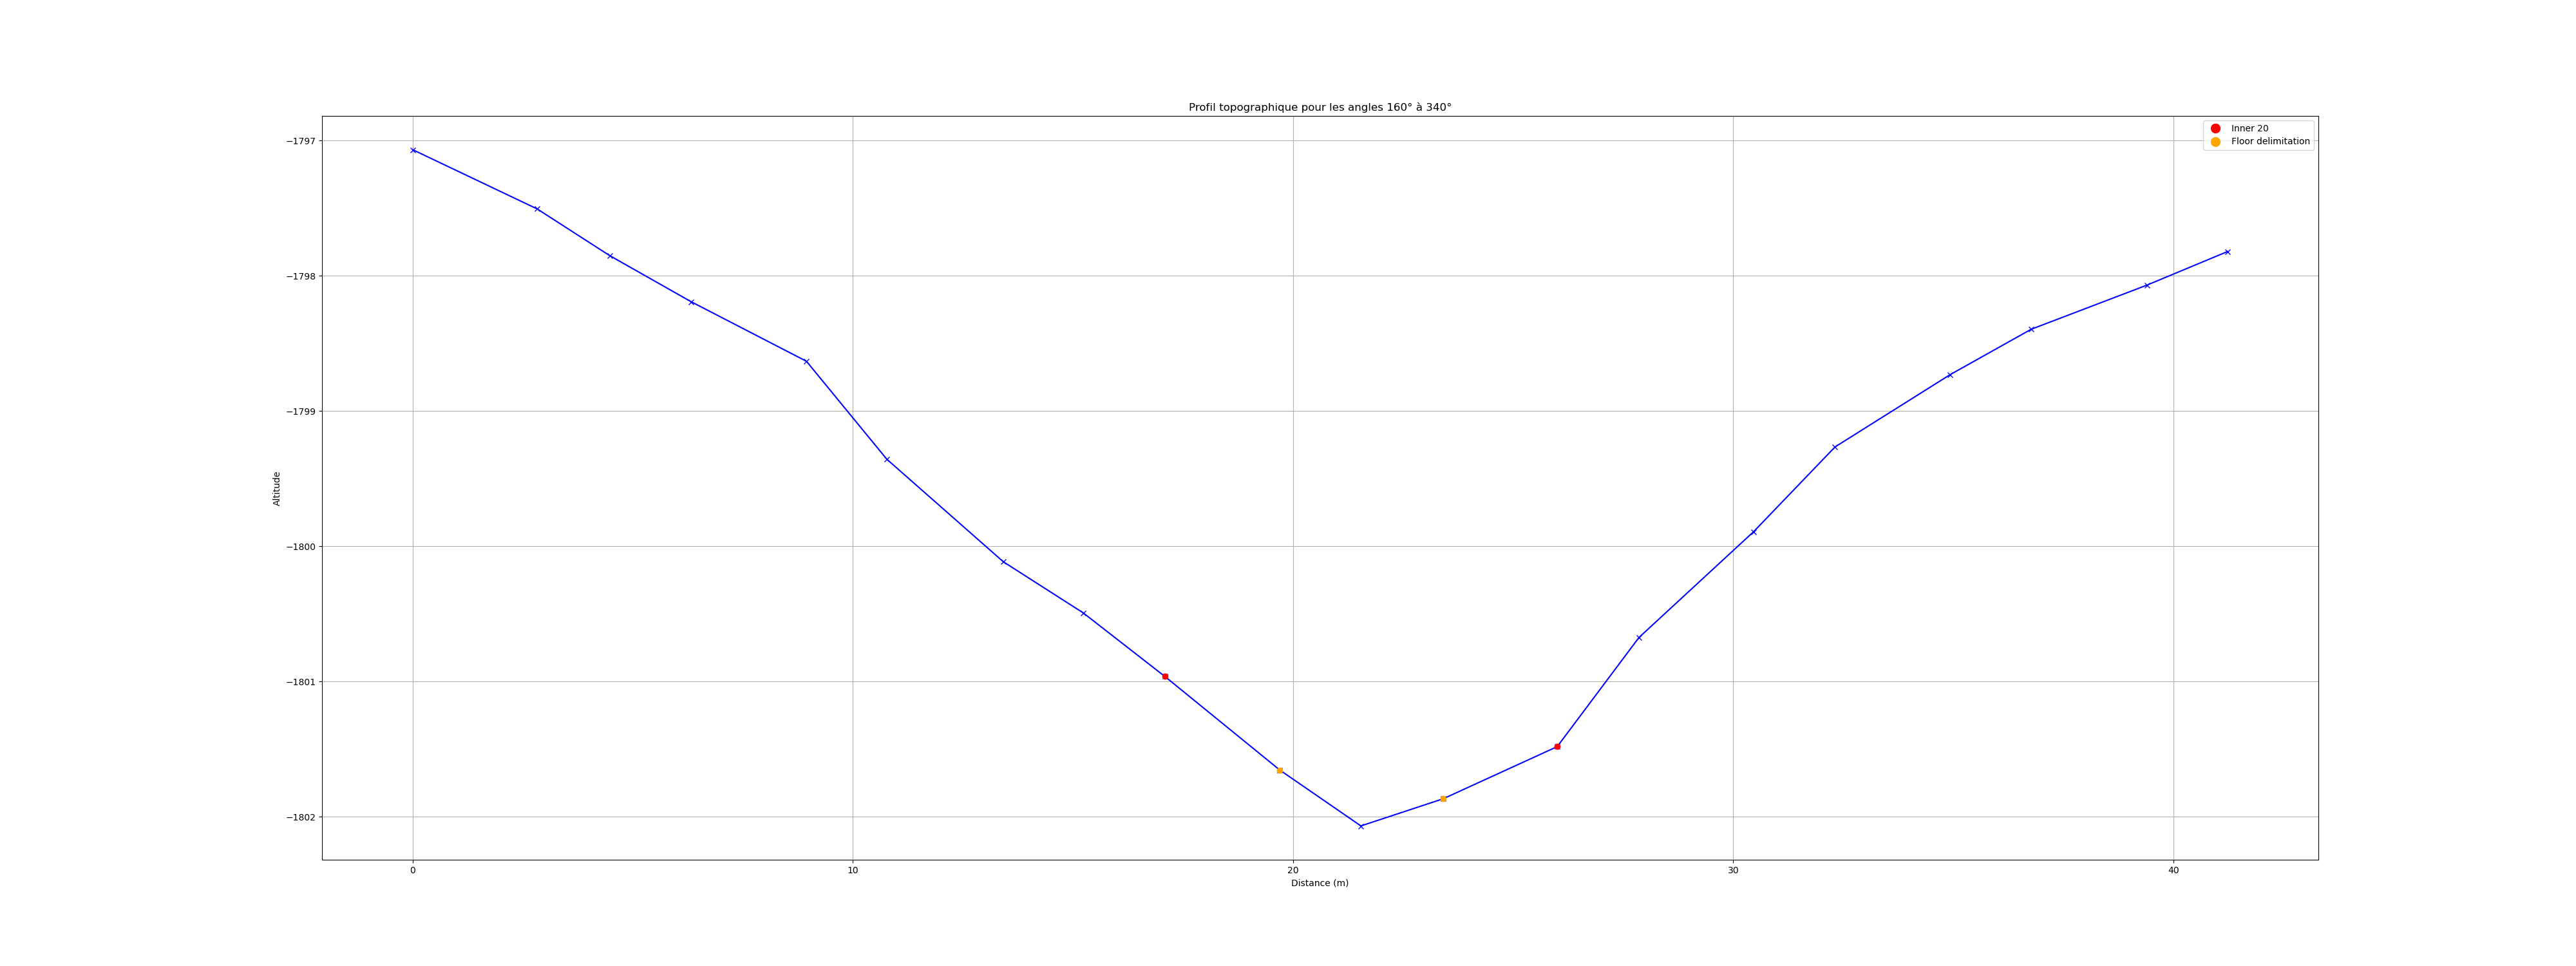 Profil topographique pour les angles 160° à 340°
Inner 20
Floor delimitation
−1797
−1798
−1799
−1800
−1801
−1802
Altitude
0 10 20 30 40
Distance (m)